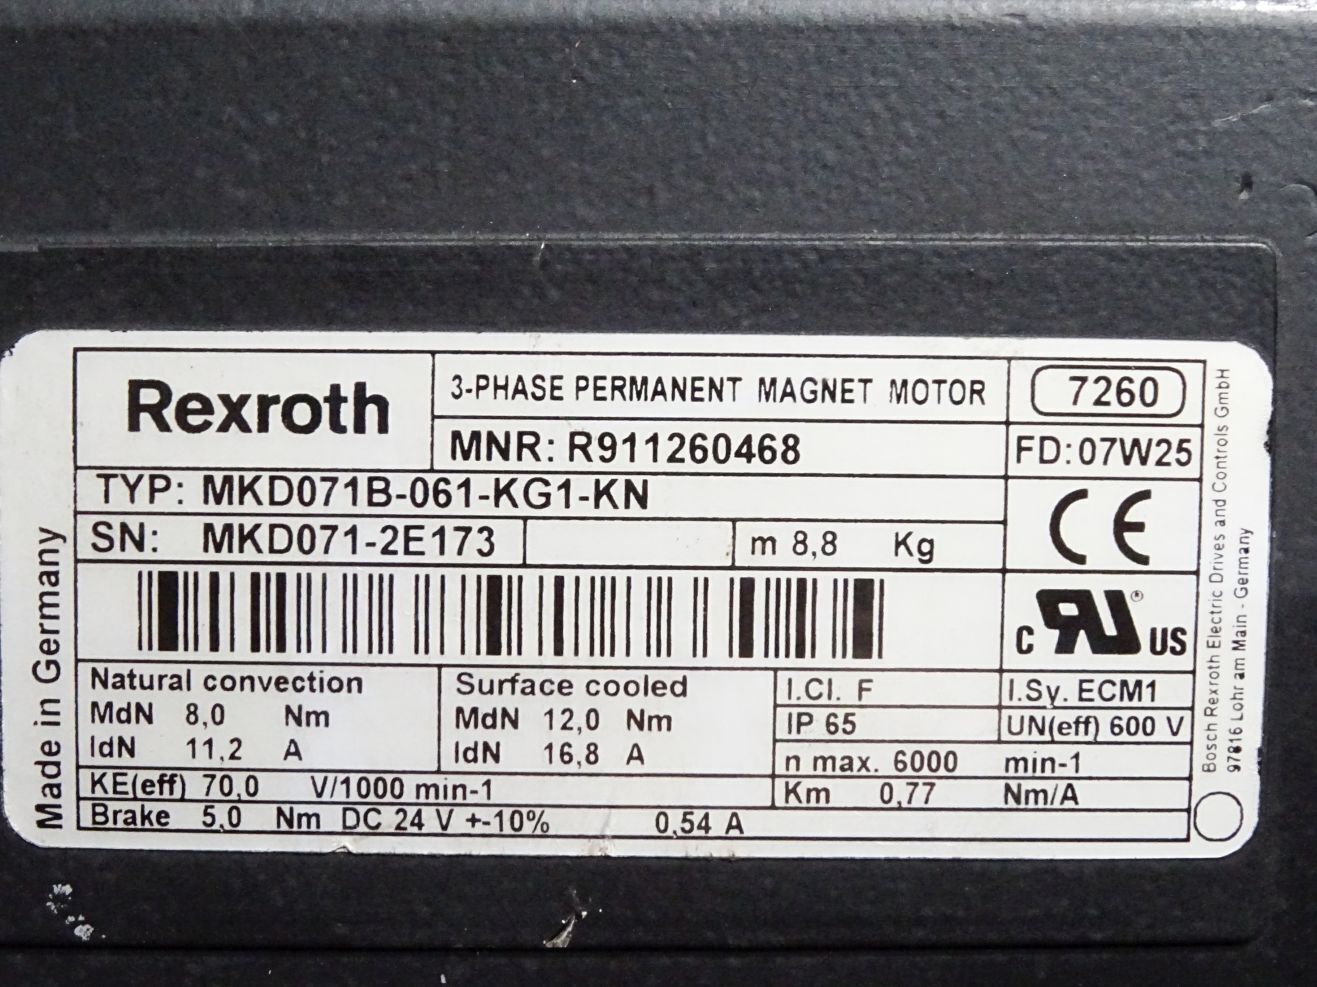 Rexroth
3-PHASE PERMANENT MAGNET MOTOR
7260
MNR: R911260468
FD: 07W25
TYP: MKD071B-061-KG1-KN
SN: MKD071-2E173
m 8,8 Kg
CE
c RU ® US
Natural convection
MdN 8,0 Nm
IdN 11,2 A
Surface cooled
MdN 12,0 Nm
IdN 16,8 A
I.Cl. F
I.Sy. ECM1
IP 65
UN(eff) 600 V
n max. 6000 min-1
KE(eff) 70,0 V/1000 min-1
Km 0,77 Nm/A
Brake 5,0 Nm DC 24 V +-10% 0,54 A
Made in Germany
Bosch Rexroth Electric Drives and Controls GmbH
97816 Lohr am Main - Germany